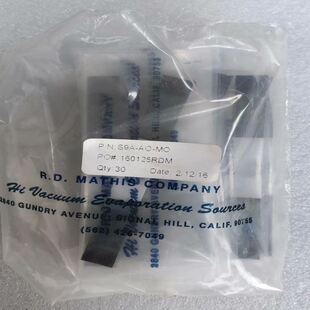 P/N: S9A-AO-MO
PO#: 160125RDM
Qty: 30 Date: 2.12.16
R.D. MATHIS COMPANY
Hi Vacuum Evaporation Sources
2840 GUNDRY AVENUE, SIGNAL HILL, CALIF, 90755
(562) 426-7049